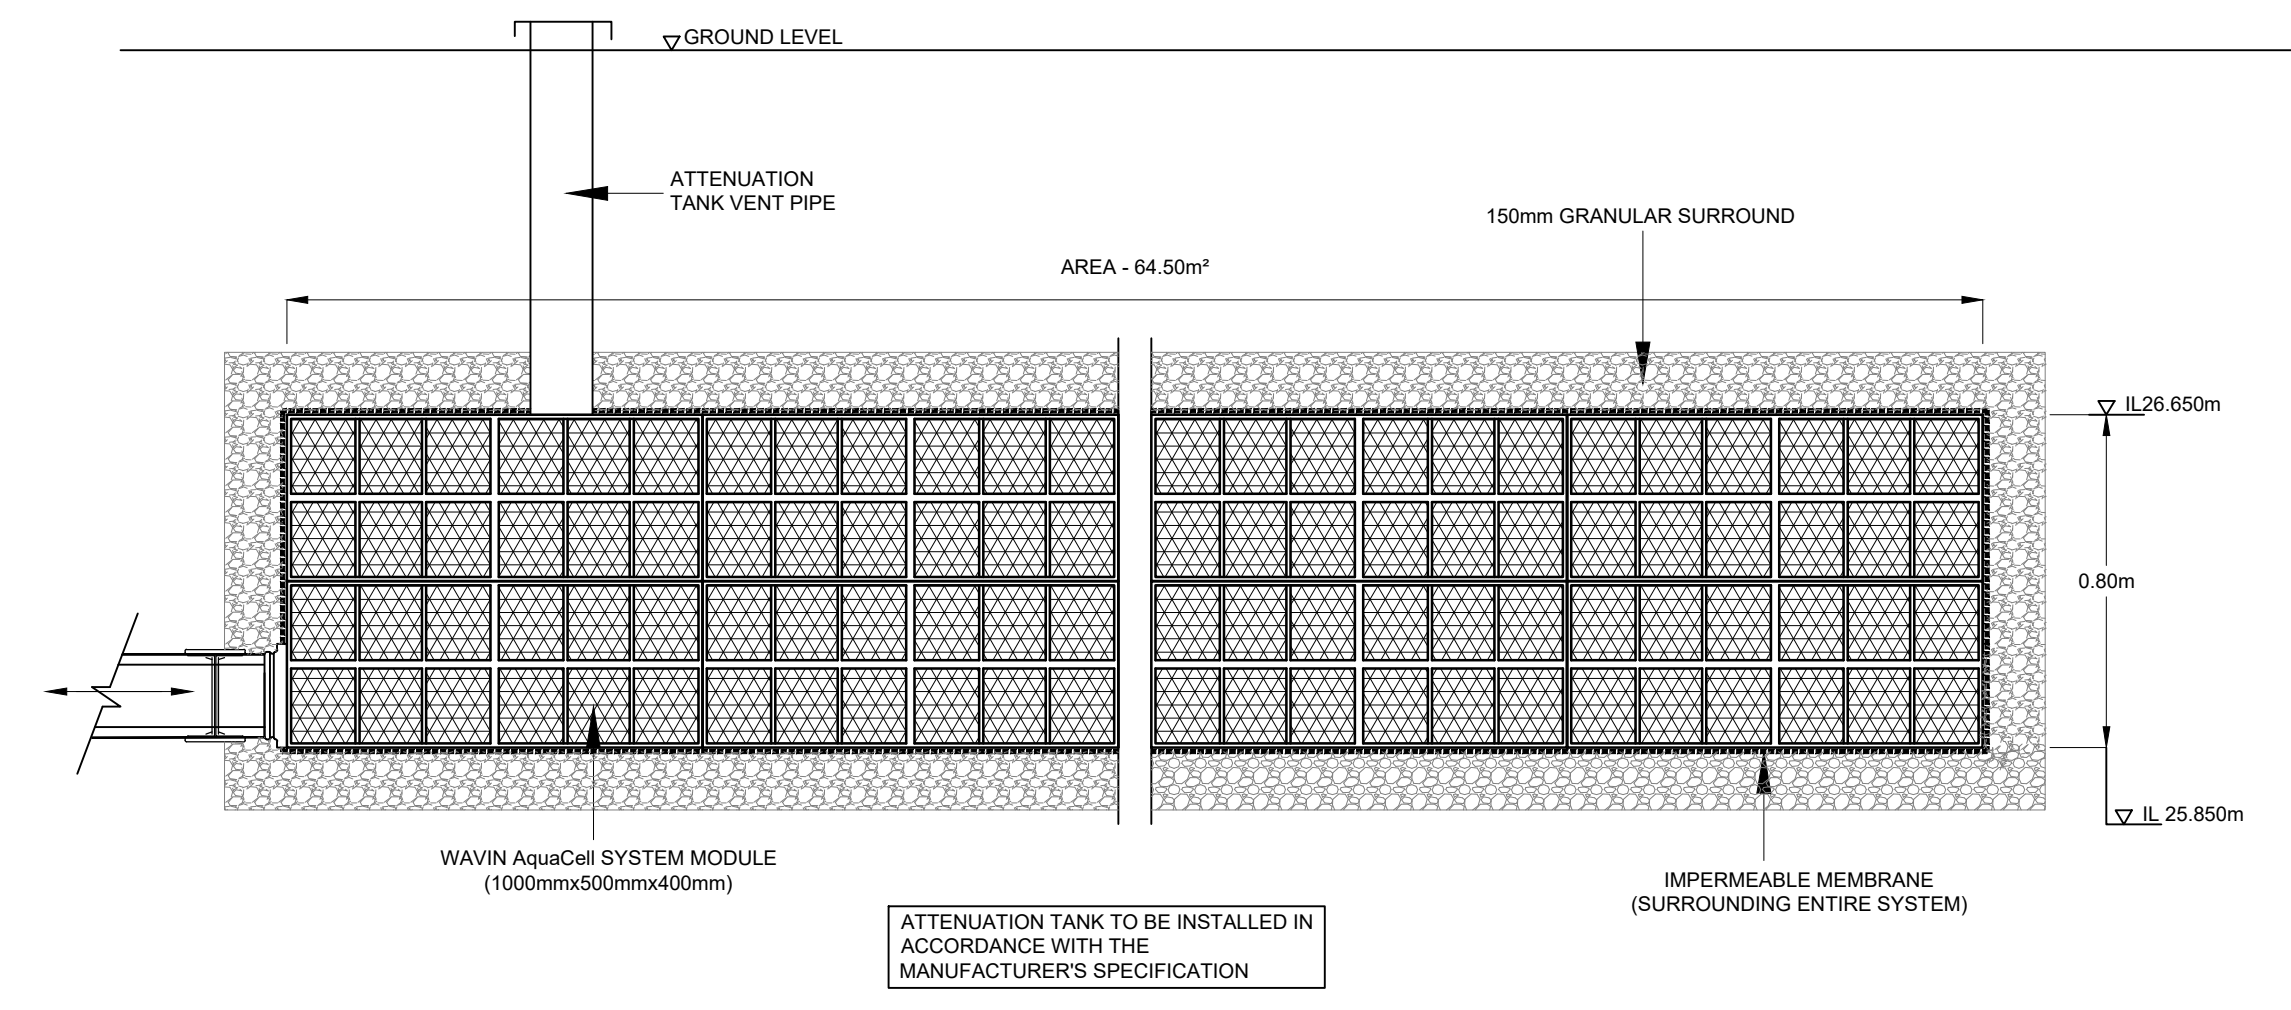 GROUND LEVEL
ATTENUATION
TANK VENT PIPE
150mm GRANULAR SURROUND
AREA - 64.50m²
IL26.650m
0.80m
IL 25.850m
WAVIN AquaCell SYSTEM MODULE
(1000mmx500mmx400mm)
IMPERMEABLE MEMBRANE
(SURROUNDING ENTIRE SYSTEM)
ATTENUATION TANK TO BE INSTALLED IN
ACCORDANCE WITH THE
MANUFACTURER'S SPECIFICATION